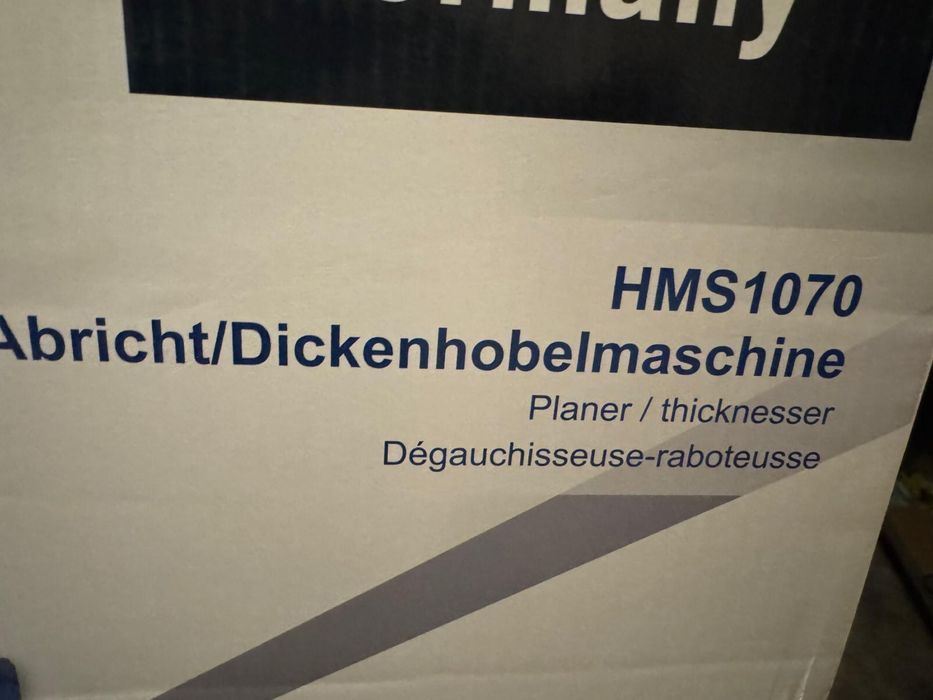 HMS1070
Abricht/Dickenhobelmaschine
Planer / thicknesser
Dégauchisseuse-raboteusse